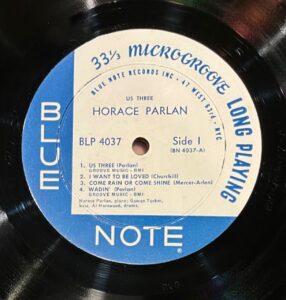 33⅓ MICROGROOVE LONG PLAYING
BLUE NOTE RECORDS INC • 47 WEST 63rd • NYC
US THREE
HORACE PARLAN
BLP 4037 Side 1
(BN 4037-A)
1. US THREE (Parlan)
GROOVE MUSIC - BMI
2. I WANT TO BE LOVED (Churchill)
3. COME RAIN OR COME SHINE (Mercer-Arlen)
4. WADIN' (Parlan)
GROOVE MUSIC - BMI
Horace Parlan, piano; George Tucker,
bass, Al Harewood, drums.
BLUE
NOTE®